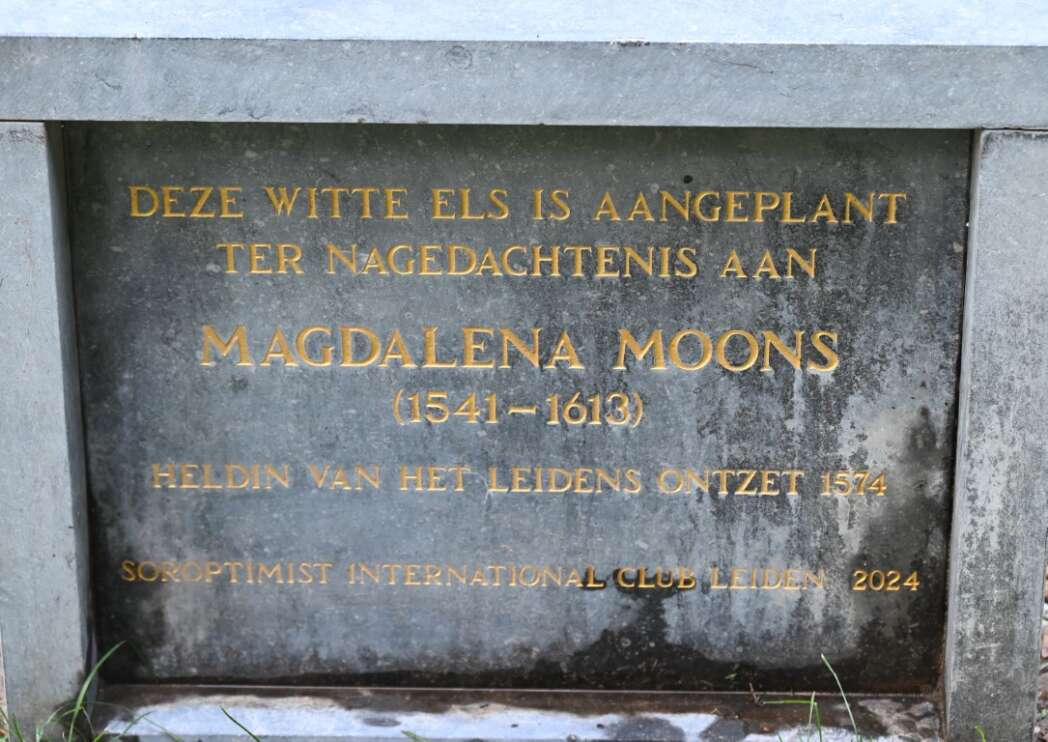 DEZE WITTE ELS IS AANGEPLANT
TER NAGEDACHTENIS AAN
MAGDALENA MOONS
(1541–1613)
HELDIN VAN HET LEIDENS ONTZET 1574
SOROPTIMIST INTERNATIONAL CLUB LEIDEN 2024